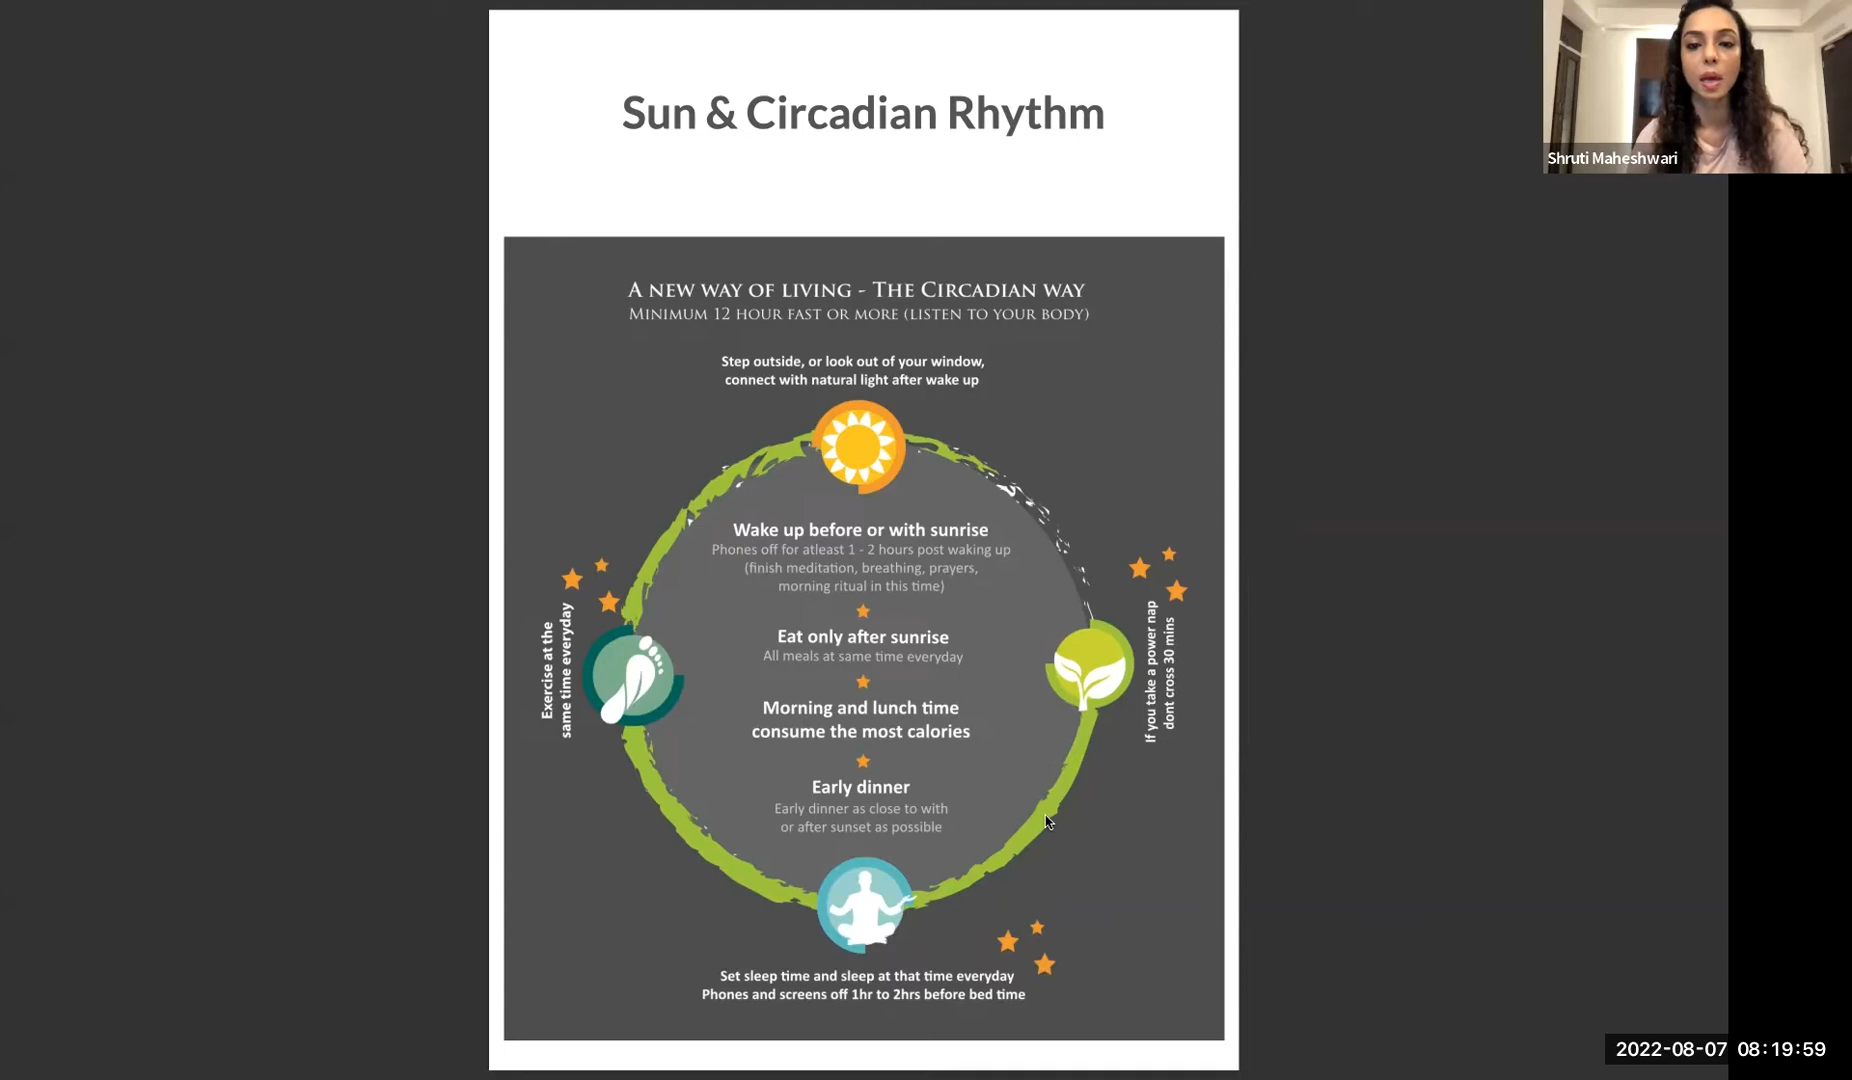 Sun & Circadian Rhythm
Shruti Maheshwari
A NEW WAY OF LIVING - THE CIRCADIAN WAY
MINIMUM 12 HOUR FAST OR MORE (LISTEN TO YOUR BODY)
Step outside, or look out of your window,
connect with natural light after wake up
Wake up before or with sunrise
Phones off for atleast 1 - 2 hours post waking up
(finish meditation, breathing, prayers,
morning ritual in this time)
Eat only after sunrise
All meals at same time everyday
Morning and lunch time
consume the most calories
Early dinner
Early dinner as close to with
or after sunset as possible
Exercise at the
same time everyday
If you take a power nap
dont cross 30 mins
Set sleep time and sleep at that time everyday
Phones and screens off 1hr to 2hrs before bed time
2022-08-07 08:19:59